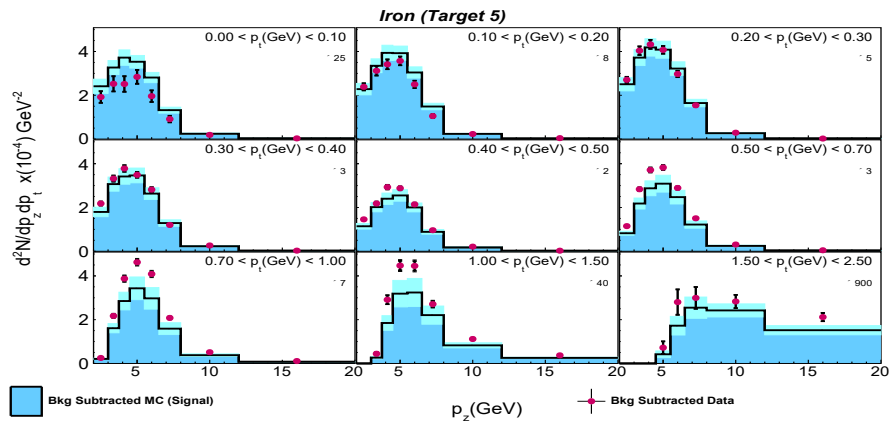 Iron (Target 5)
0.00 < p_t(GeV) < 0.10
0.10 < p_t(GeV) < 0.20
0.20 < p_t(GeV) < 0.30
25
8
5
4
2
0
0.30 < p_t(GeV) < 0.40
0.40 < p_t(GeV) < 0.50
0.50 < p_t(GeV) < 0.70
3
2
3
4
2
0
0.70 < p_t(GeV) < 1.00
1.00 < p_t(GeV) < 1.50
1.50 < p_t(GeV) < 2.50
7
40
900
4
2
5 10 15 20 5 10 15 20 5 10 15 20
d²N/dp_z dp_t x(10⁻⁴) GeV⁻²
p_z(GeV)
Bkg Subtracted MC (Signal)
Bkg Subtracted Data